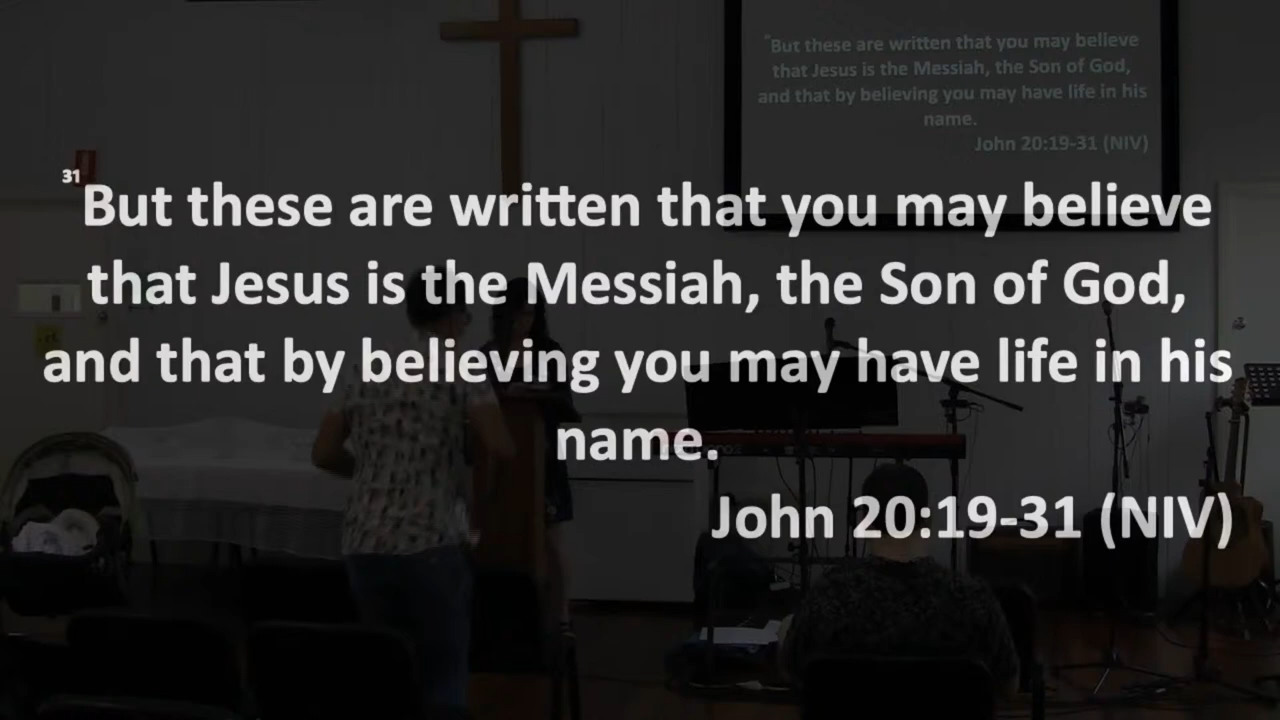 But these are written that you may believe
that Jesus is the Messiah, the Son of God,
and that by believing you may have life in his
name.
John 20:19-31 (NIV)
31
But these are written that you may believe
that Jesus is the Messiah, the Son of God,
and that by believing you may have life in his
name.
John 20:19-31 (NIV)